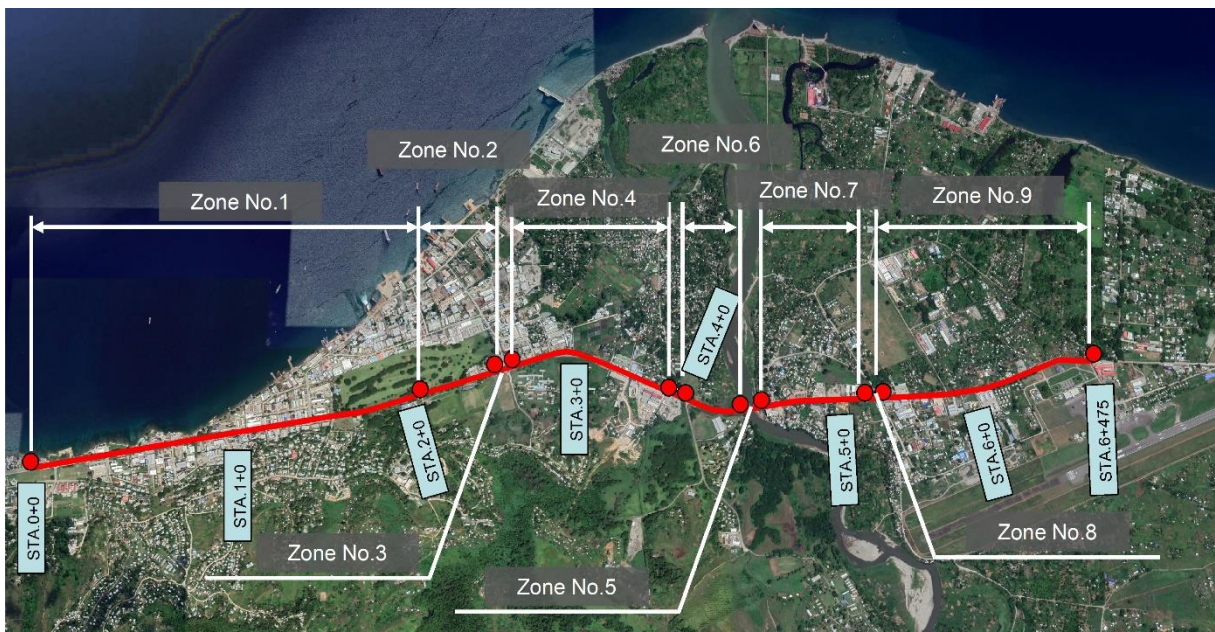 Zone No.6
Zone No.2
Zone No.7
Zone No.1
Zone No.4
Zone No.9
STA.4+0
STA.3+0
STA.2+0
STA.5+0
STA.6+0
STA.6+475
STA.1+0
STA.0+0
Zone No.3
Zone No.8
Zone No.5